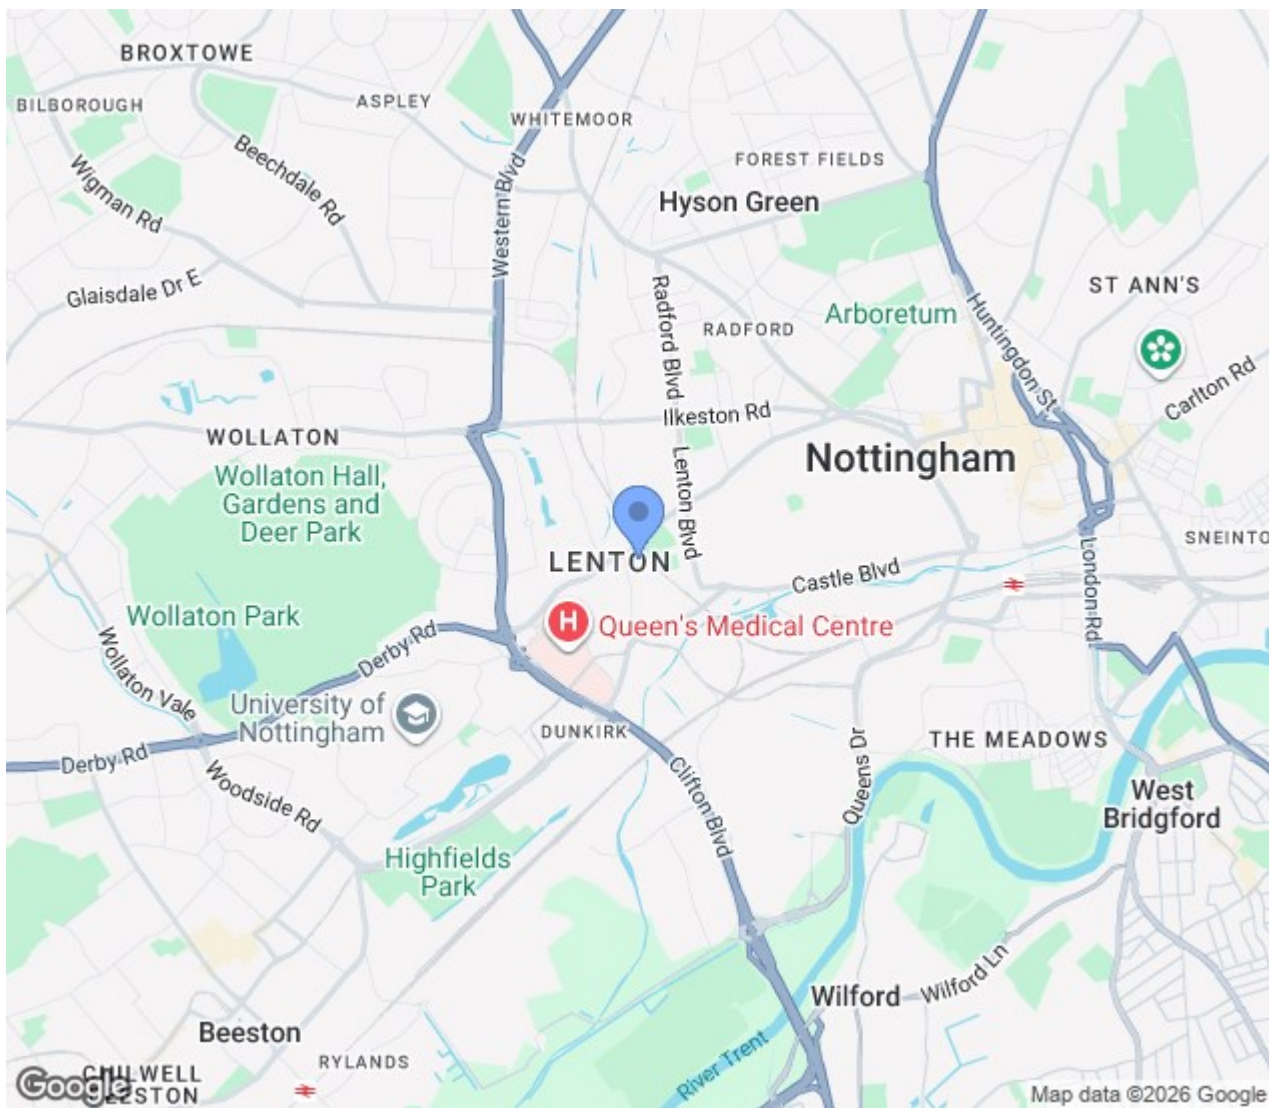 BROXTOWE
BILBOROUGH
ASPLEY
WHITEMOOR
Beechdale Rd
Wigman Rd
FOREST FIELDS
Hyson Green
Western Blvd
Glaisdale Dr E
Radford Blvd
RADFORD
Arboretum
ST ANN'S
Huntingdon St
Carlton Rd
Ilkeston Rd
WOLLATON
Lenton Blvd
Nottingham
Wollaton Hall,
Gardens and
Deer Park
LENTON
Castle Blvd
London Rd
SNEINTO
Wollaton Park
Derby Rd
H
Queen's Medical Centre
Wollaton Vale
University of
Nottingham
DUNKIRK
Queens Dr
THE MEADOWS
Derby Rd
Woodside Rd
Clifton Blvd
West
Bridgford
Highfields
Park
Wilford
Wilford Ln
Beeston
RYLANDS
River Trent
CHILWELL
BEESTON
Google
Map data ©2026 Google